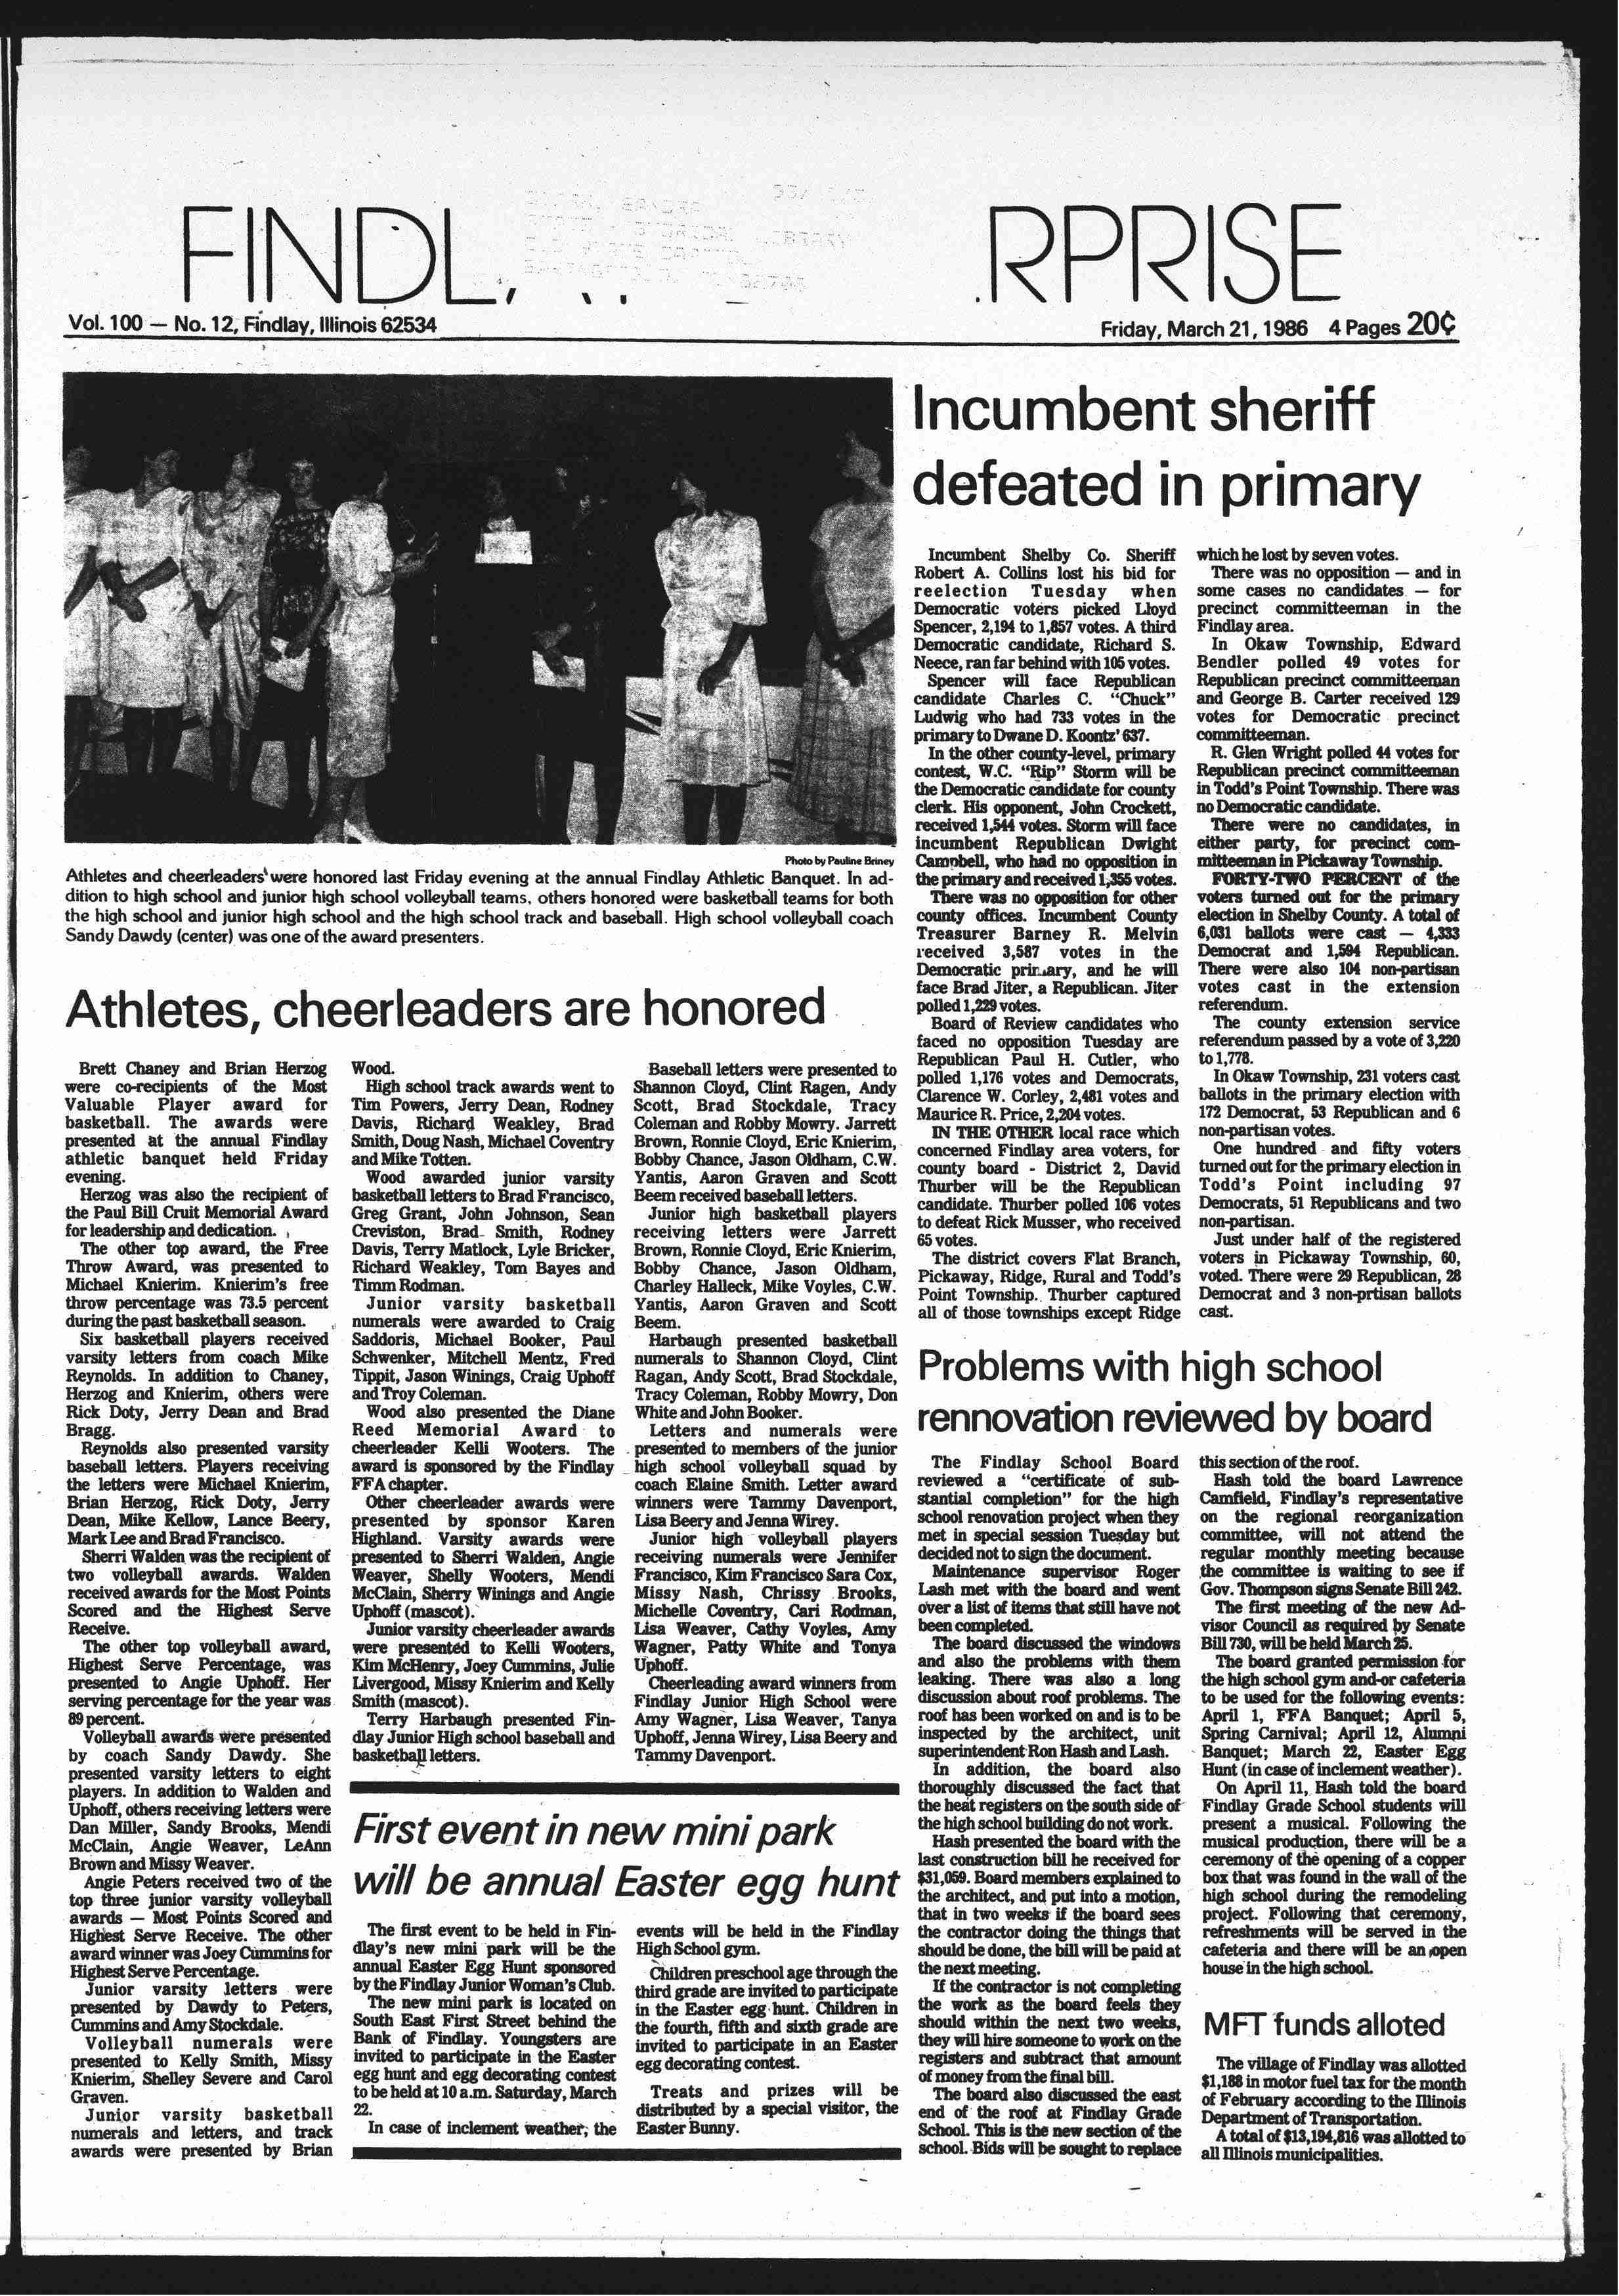 FINDL
RPRISE
Vol. 100 — No. 12, Findlay, Illinois 62534
Friday, March 21, 1986 4 Pages 20¢
Photo by Pauline Briney
Athletes and cheerleaders were honored last Friday evening at the annual Findlay Athletic Banquet. In ad-
dition to high school and junior high school volleyball teams, others honored were basketball teams for both
the high school and junior high school and the high school track and baseball. High school volleyball coach
Sandy Dawdy (center) was one of the award presenters.
Athletes, cheerleaders are honored
Brett Chaney and Brian Herzog
were co-recipients of the Most
Valuable Player award for
basketball. The awards were
presented at the annual Findlay
athletic banquet held Friday
evening.
Herzog was also the recipient of
the Paul Bill Cruit Memorial Award
for leadership and dedication.
The other top award, the Free
Throw Award, was presented to
Michael Knierim. Knierim's free
throw percentage was 73.5 percent
during the past basketball season.
Six basketball players received
varsity letters from coach Mike
Reynolds. In addition to Chaney,
Herzog and Knierim, others were
Rick Doty, Jerry Dean and Brad
Bragg.
Reynolds also presented varsity
baseball letters. Players receiving
the letters were Michael Knierim,
Brian Herzog, Rick Doty, Jerry
Dean, Mike Kellow, Lance Beery,
Mark Lee and Brad Francisco.
Sherri Walden was the recipient of
two volleyball awards. Walden
received awards for the Most Points
Scored and the Highest Serve
Receive.
The other top volleyball award,
Highest Serve Percentage, was
presented to Angie Uphoff. Her
serving percentage for the year was
89 percent.
Volleyball awards were presented
by coach Sandy Dawdy. She
presented varsity letters to eight
players. In addition to Walden and
Uphoff, others receiving letters were
Dan Miller, Sandy Brooks, Mendi
McClain, Angie Weaver, LeAnn
Brown and Missy Weaver.
Angie Peters received two of the
top three junior varsity volleyball
awards — Most Points Scored and
Highest Serve Receive. The other
award winner was Joey Cummins for
Highest Serve Percentage.
Junior varsity letters were
presented by Dawdy to Peters,
Cummins and Amy Stockdale.
Volleyball numerals were
presented to Kelly Smith, Missy
Knierim, Shelley Severe and Carol
Graven.
Junior varsity basketball
numerals and letters, and track
awards were presented by Brian
Wood.
High school track awards went to
Tim Powers, Jerry Dean, Rodney
Davis, Richard Weakley, Brad
Smith, Doug Nash, Michael Coventry
and Mike Totten.
Wood awarded junior varsity
basketball letters to Brad Francisco,
Greg Grant, John Johnson, Sean
Creviston, Brad Smith, Rodney
Davis, Terry Matlock, Lyle Bricker,
Richard Weakley, Tom Bayes and
Timm Rodman.
Junior varsity basketball
numerals were awarded to Craig
Saddoris, Michael Booker, Paul
Schwenker, Mitchell Mentz, Fred
Tippit, Jason Winings, Craig Uphoff
and Troy Coleman.
Wood also presented the Diane
Reed Memorial Award to
cheerleader Kelli Wooters. The
award is sponsored by the Findlay
FFA chapter.
Other cheerleader awards were
presented by sponsor Karen
Highland. Varsity awards were
presented to Sherri Walden, Angie
Weaver, Shelly Wooters, Mendi
McClain, Sherry Winings and Angie
Uphoff (mascot).
Junior varsity cheerleader awards
were presented to Kelli Wooters,
Kim McHenry, Joey Cummins, Julie
Livergood, Missy Knierim and Kelly
Smith (mascot).
Terry Harbaugh presented Fin-
dlay Junior High school baseball and
basketball letters.
Baseball letters were presented to
Shannon Cloyd, Clint Ragen, Andy
Scott, Brad Stockdale, Tracy
Coleman and Robby Mowry. Jarrett
Brown, Ronnie Cloyd, Eric Knierim,
Bobby Chance, Jason Oldham, C.W.
Yantis, Aaron Graven and Scott
Beem received baseball letters.
Junior high basketball players
receiving letters were Jarrett
Brown, Ronnie Cloyd, Eric Knierim,
Bobby Chance, Jason Oldham,
Charley Halleck, Mike Voyles, C.W.
Yantis, Aaron Graven and Scott
Beem.
Harbaugh presented basketball
numerals to Shannon Cloyd, Clint
Ragan, Andy Scott, Brad Stockdale,
Tracy Coleman, Robby Mowry, Don
White and John Booker.
Letters and numerals were
presented to members of the junior
high school volleyball squad by
coach Elaine Smith. Letter award
winners were Tammy Davenport,
Lisa Beery and Jenna Wirey.
Junior high volleyball players
receiving numerals were Jennifer
Francisco, Kim Francisco Sara Cox,
Missy Nash, Chrissy Brooks,
Michelle Coventry, Cari Rodman,
Lisa Weaver, Cathy Voyles, Amy
Wagner, Patty White and Tonya
Uphoff.
Cheerleading award winners from
Findlay Junior High School were
Amy Wagner, Lisa Weaver, Tanya
Uphoff, Jenna Wirey, Lisa Beery and
Tammy Davenport.
First event in new mini park
will be annual Easter egg hunt
The first event to be held in Fin-
dlay's new mini park will be the
annual Easter Egg Hunt sponsored
by the Findlay Junior Woman's Club.
The new mini park is located on
South East First Street behind the
Bank of Findlay. Youngsters are
invited to participate in the Easter
egg hunt and egg decorating contest
to be held at 10 a.m. Saturday, March
22.
In case of inclement weather, the
events will be held in the Findlay
High School gym.
Children preschool age through the
third grade are invited to participate
in the Easter egg hunt. Children in
the fourth, fifth and sixth grade are
invited to participate in an Easter
egg decorating contest.
Treats and prizes will be
distributed by a special visitor, the
Easter Bunny.
Incumbent sheriff
defeated in primary
Incumbent Shelby Co. Sheriff
Robert A. Collins lost his bid for
reelection Tuesday when
Democratic voters picked Lloyd
Spencer, 2,194 to 1,857 votes. A third
Democratic candidate, Richard S.
Neece, ran far behind with 105 votes.
Spencer will face Republican
candidate Charles C. "Chuck"
Ludwig who had 733 votes in the
primary to Dwane D. Koontz' 637.
In the other county-level, primary
contest, W.C. "Rip" Storm will be
the Democratic candidate for county
clerk. His opponent, John Crockett,
received 1,544 votes. Storm will face
incumbent Republican Dwight
Campbell, who had no opposition in
the primary and received 1,355 votes.
There was no opposition for other
county offices. Incumbent County
Treasurer Barney R. Melvin
received 3,587 votes in the
Democratic primary, and he will
face Brad Jiter, a Republican. Jiter
polled 1,229 votes.
Board of Review candidates who
faced no opposition Tuesday are
Republican Paul H. Cutler, who
polled 1,176 votes and Democrats,
Clarence W. Corley, 2,481 votes and
Maurice R. Price, 2,204 votes.
IN THE OTHER local race which
concerned Findlay area voters, for
county board - District 2, David
Thurber will be the Republican
candidate. Thurber polled 106 votes
to defeat Rick Musser, who received
65 votes.
The district covers Flat Branch,
Pickaway, Ridge, Rural and Todd's
Point Township. Thurber captured
all of those townships except Ridge
which he lost by seven votes.
There was no opposition — and in
some cases no candidates — for
precinct committeeman in the
Findlay area.
In Okaw Township, Edward
Bendler polled 49 votes for
Republican precinct committeeman
and George B. Carter received 129
votes for Democratic precinct
committeeman.
R. Glen Wright polled 44 votes for
Republican precinct committeeman
in Todd's Point Township. There was
no Democratic candidate.
There were no candidates, in
either party, for precinct com-
mitteeman in Pickaway Township.
FORTY-TWO PERCENT of the
voters turned out for the primary
election in Shelby County. A total of
6,031 ballots were cast — 4,333
Democrat and 1,594 Republican.
There were also 104 non-partisan
votes cast in the extension
referendum.
The county extension service
referendum passed by a vote of 3,220
to 1,778.
In Okaw Township, 231 voters cast
ballots in the primary election with
172 Democrat, 53 Republican and 6
non-partisan votes.
One hundred and fifty voters
turned out for the primary election in
Todd's Point including 97
Democrats, 51 Republicans and two
non-partisan.
Just under half of the registered
voters in Pickaway Township, 60,
voted. There were 29 Republican, 28
Democrat and 3 non-prtisan ballots
cast.
Problems with high school
rennovation reviewed by board
The Findlay School Board
reviewed a "certificate of sub-
stantial completion" for the high
school renovation project when they
met in special session Tuesday but
decided not to sign the document.
Maintenance supervisor Roger
Lash met with the board and went
over a list of items that still have not
been completed.
The board discussed the windows
and also the problems with them
leaking. There was also a long
discussion about roof problems. The
roof has been worked on and is to be
inspected by the architect, unit
superintendent Ron Hash and Lash.
In addition, the board also
thoroughly discussed the fact that
the heat registers on the south side of
the high school building do not work.
Hash presented the board with the
last construction bill he received for
$31,059. Board members explained to
the architect, and put into a motion,
that in two weeks if the board sees
the contractor doing the things that
should be done, the bill will be paid at
the next meeting.
If the contractor is not completing
the work as the board feels they
should within the next two weeks,
they will hire someone to work on the
registers and subtract that amount
of money from the final bill.
The board also discussed the east
end of the roof at Findlay Grade
School. This is the new section of the
school. Bids will be sought to replace
this section of the roof.
Hash told the board Lawrence
Camfield, Findlay's representative
on the regional reorganization
committee, will not attend the
regular monthly meeting because
the committee is waiting to see if
Gov. Thompson signs Senate Bill 242.
The first meeting of the new Ad-
visor Council as required by Senate
Bill 730, will be held March 25.
The board granted permission for
the high school gym and-or cafeteria
to be used for the following events:
April 1, FFA Banquet; April 5,
Spring Carnival; April 12, Alumni
Banquet; March 22, Easter Egg
Hunt (in case of inclement weather).
On April 11, Hash told the board
Findlay Grade School students will
present a musical. Following the
musical production, there will be a
ceremony of the opening of a copper
box that was found in the wall of the
high school during the remodeling
project. Following that ceremony,
refreshments will be served in the
cafeteria and there will be an open
house in the high school.
MFT funds alloted
The village of Findlay was allotted
$1,188 in motor fuel tax for the month
of February according to the Illinois
Department of Transportation.
A total of $13,194,816 was allotted to
all Illinois municipalities.